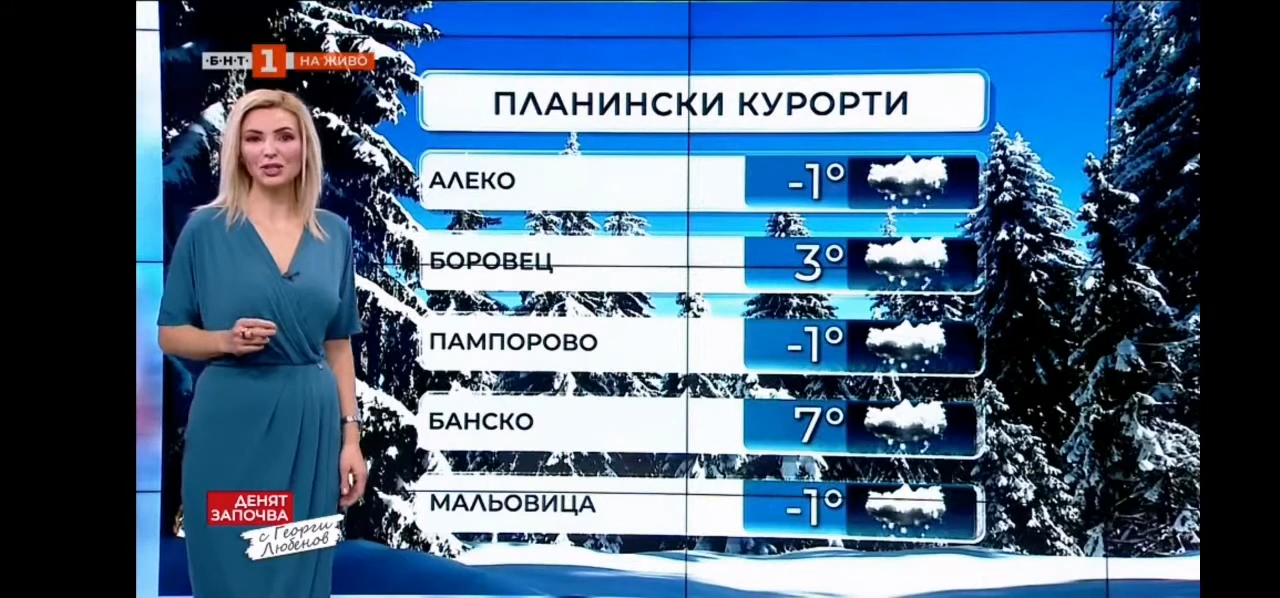 БНТ 1 НА ЖИВО
ПЛАНИНСКИ КУРОРТИ
АЛЕКО -1°
БОРОВЕЦ 3°
ПАМПОРОВО -1°
БАНСКО 7°
МАЛЬОВИЦА -1°
ДЕНЯТ
ЗАПОЧВА
с Георги
Любенов